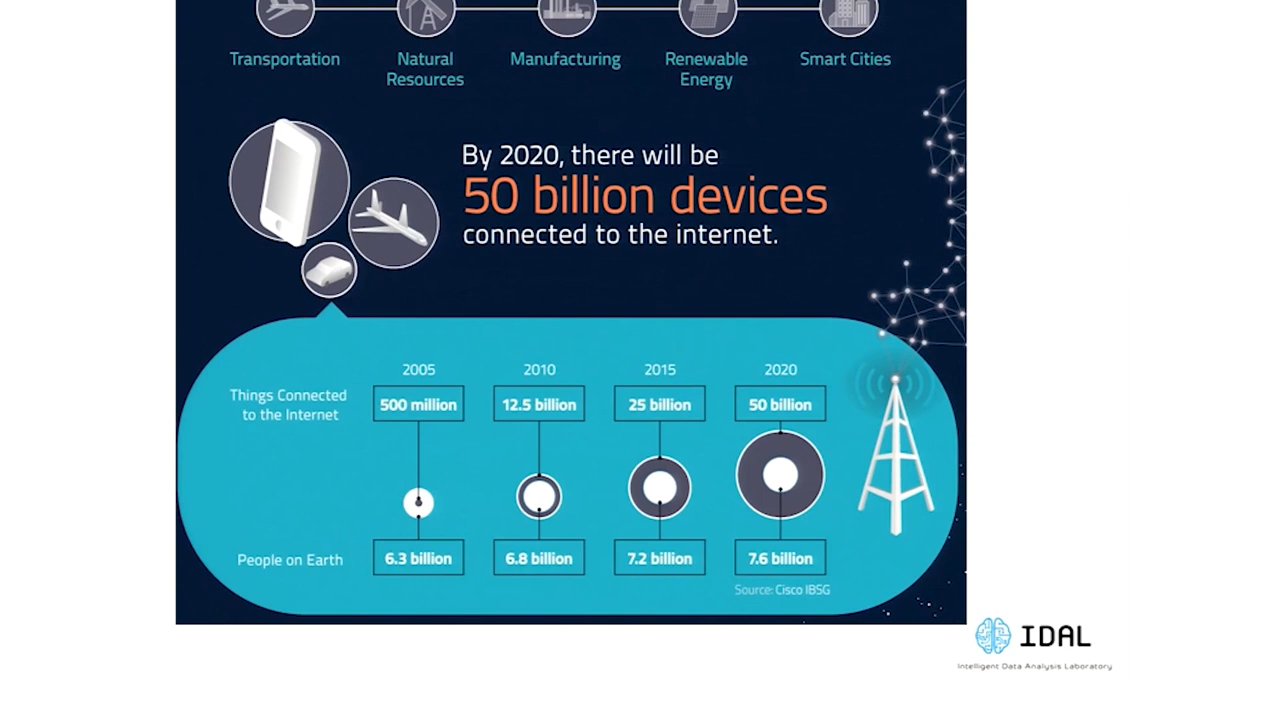 Transportation
Natural
Resources
Manufacturing
Renewable
Energy
Smart Cities
By 2020, there will be
50 billion devices
connected to the internet.
2005 2010 2015 2020
Things Connected
to the Internet
500 million 12.5 billion 25 billion 50 billion
People on Earth 6.3 billion 6.8 billion 7.2 billion 7.6 billion
Source: Cisco IBSG
IDAL
Intelligent Data Analysis Laboratory